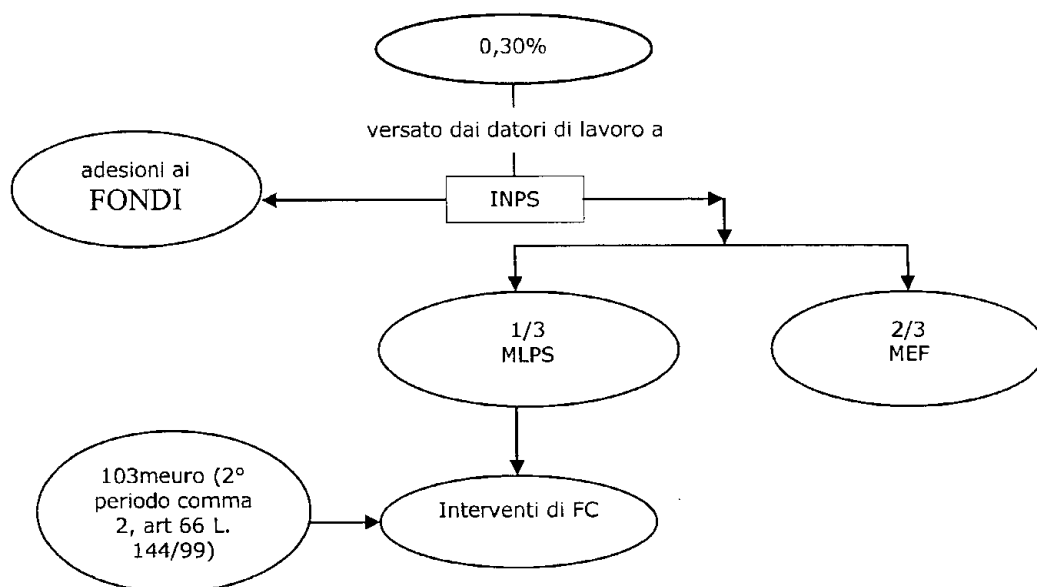 0,30%
versato dai datori di lavoro a
adesioni ai
FONDI
INPS
1/3
MLPS
2/3
MEF
103meuro (2°
periodo comma
2, art 66 L.
144/99)
Interventi di FC